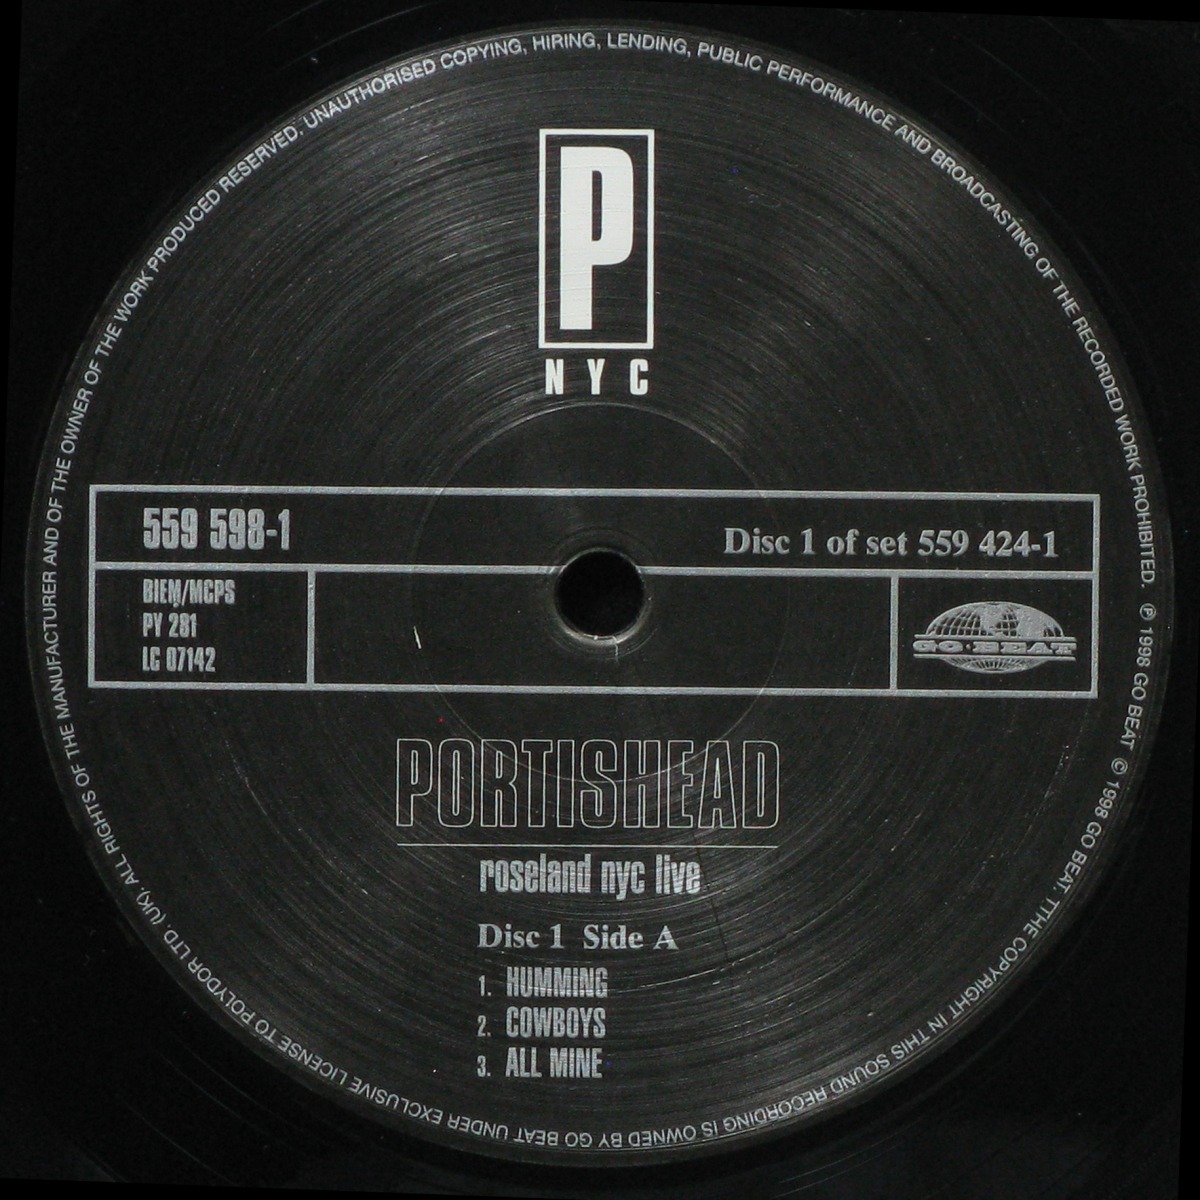 P
NYC
559 598-1
Disc 1 of set 559 424-1
BIEM/MCPS
PY 281
LC 07142
GO·BEAT
PORTISHEAD
roseland nyc live
Disc 1 Side A
1. HUMMING
2. COWBOYS
3. ALL MINE
ALL RIGHTS OF THE MANUFACTURER AND OF THE OWNER OF THE WORK PRODUCED RESERVED. UNAUTHORISED COPYING, HIRING, LENDING, PUBLIC PERFORMANCE AND BROADCASTING OF THE RECORDED WORK PROHIBITED. ℗ 1998 GO BEAT © 1998 GO BEAT. TTHE COPYRIGHT IN THIS SOUND RECORDING IS OWNED BY GO BEAT UNDER EXCLUSIVE LICENSE TO POLYDOR LTD. (UK),